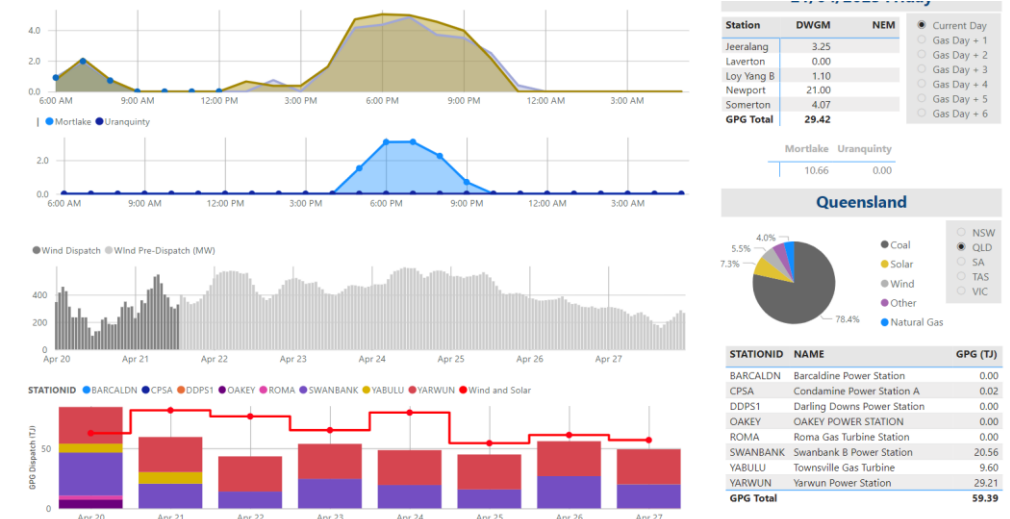 4.0
2.0
0.0
6:00 AM 9:00 AM 12:00 PM 3:00 PM 6:00 PM 9:00 PM 12:00 AM 3:00 AM
Mortlake Uranquinty
2.0
0.0
6:00 AM 9:00 AM 12:00 PM 3:00 PM 6:00 PM 9:00 PM 12:00 AM 3:00 AM
Wind Dispatch WInd Pre-Dispatch (MW)
400
200
0
Apr 20 Apr 21 Apr 22 Apr 23 Apr 24 Apr 25 Apr 26 Apr 27
STATIONID BARCALDN CPSA DDPS1 OAKEY ROMA SWANBANK YABULU YARWUN Wind and Solar
GPG Dispatch (TJ)
50
0
Apr 20 Apr 21 Apr 22 Apr 23 Apr 24 Apr 25 Apr 26 Apr 27
Station DWGM NEM
Jeeralang 3.25
Laverton 0.00
Loy Yang B 1.10
Newport 21.00
Somerton 4.07
GPG Total 29.42
Current Day
Gas Day + 1
Gas Day + 2
Gas Day + 3
Gas Day + 4
Gas Day + 5
Gas Day + 6
Mortlake Uranquinty
10.66 0.00
Queensland
4.0%
5.5%
7.3%
78.4%
Coal
Solar
Wind
Other
Natural Gas
NSW
QLD
SA
TAS
VIC
STATIONID NAME GPG (TJ)
BARCALDN Barcaldine Power Station 0.00
CPSA Condamine Power Station A 0.02
DDPS1 Darling Downs Power Station 0.00
OAKEY OAKEY POWER STATION 0.00
ROMA Roma Gas Turbine Station 0.00
SWANBANK Swanbank B Power Station 20.56
YABULU Townsville Gas Turbine 9.60
YARWUN Yarwun Power Station 29.21
GPG Total 59.39